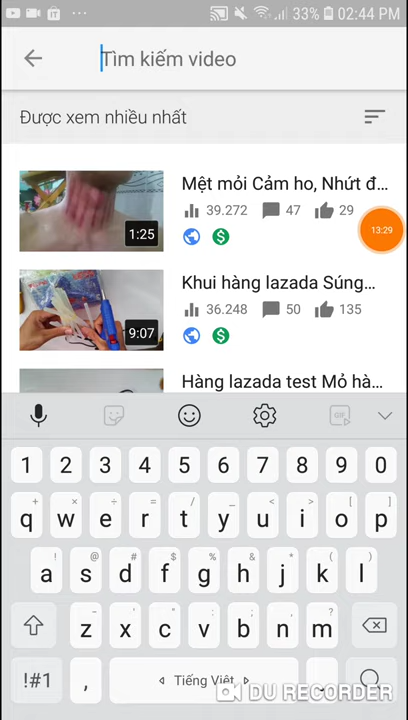 33% 02:44 PM
Tìm kiếm video
Được xem nhiều nhất
Mệt mỏi Cảm ho, Nhứt đ...
39.272 47 29
1:25
13:29
Khui hàng lazada Súng...
36.248 50 135
9:07
Hàng lazada test Mỏ hà...
GIF
1 2 3 4 5 6 7 8 9 0
q w e r t y u i o p
a s d f g h j k l
z x c v b n m
!#1 , Tiếng Việt .
DU RECORDER